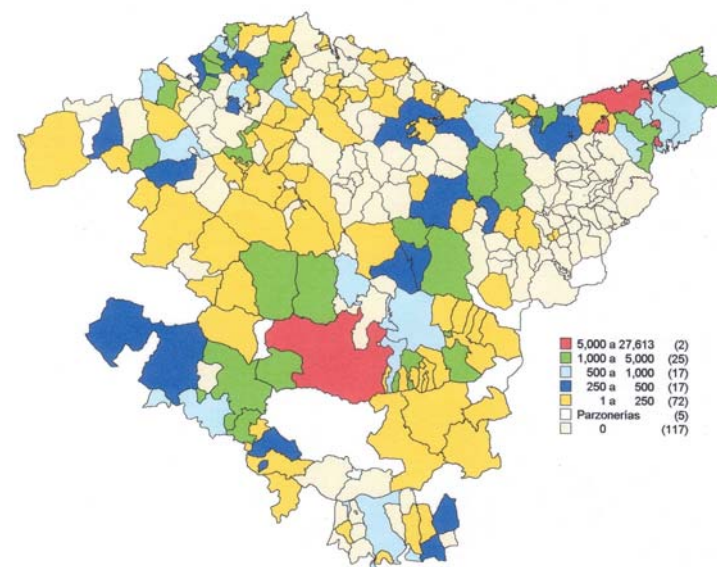 5,000 a 27,613 (2)
1,000 a 5,000 (25)
500 a 1,000 (17)
250 a 500 (17)
1 a 250 (72)
Parzonerías (5)
0 (117)